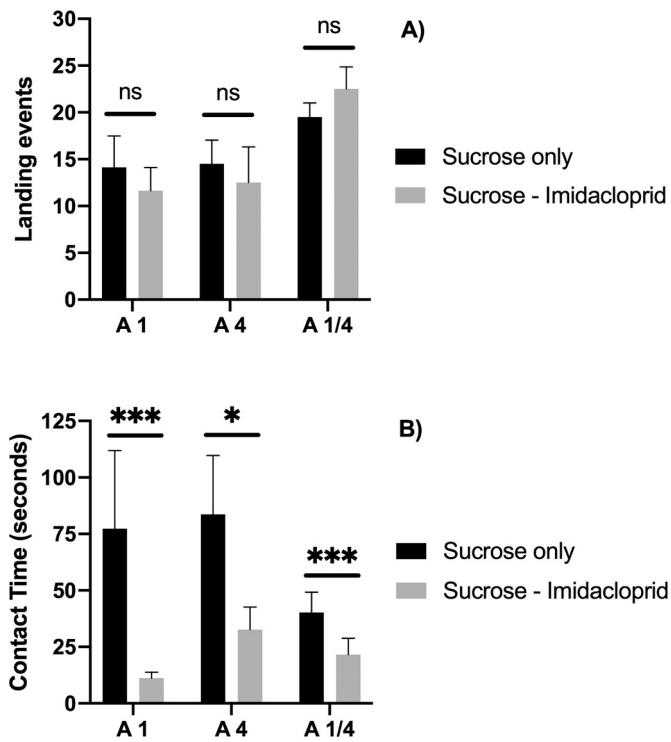 A)
30
25
20
15
10
5
0
Landing events
ns
ns
ns
A 1
A 4
A 1/4
Sucrose only
Sucrose - Imidacloprid
B)
125
100
75
50
25
0
Contact Time (seconds)
***
*
***
A 1
A 4
A 1/4
Sucrose only
Sucrose - Imidacloprid